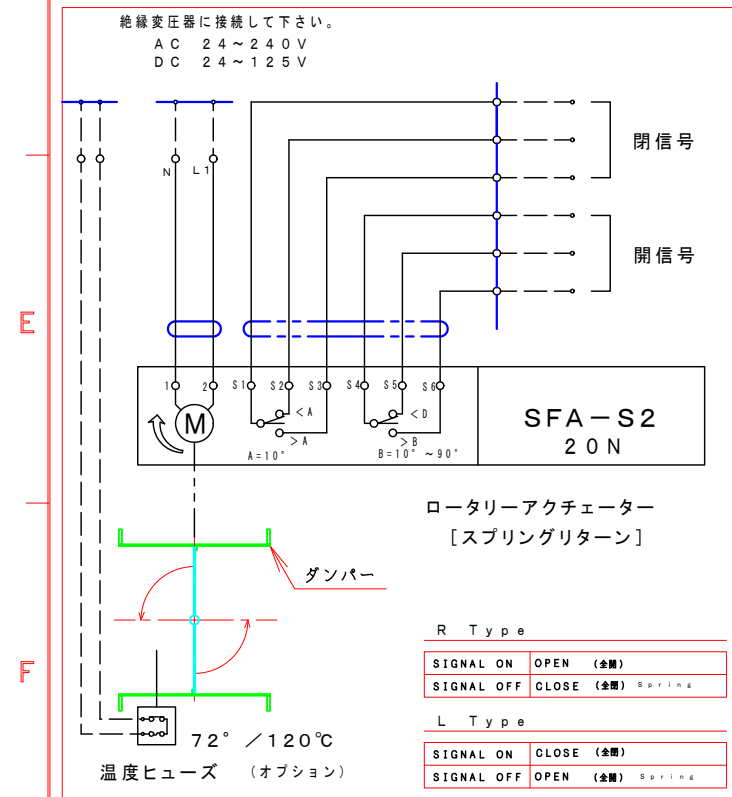 絶縁変圧器に接続して下さい。
AC 24~240V
DC 24~125V
N L1
閉信号
開信号
E
1 2 S1 S2 S3 S4 S5 S6
M
<A
>A
A=10°
<D
>B
B=10° ~90°
SFA-S2
20N
ロータリーアクチェーター
[スプリングリターン]
ダンパー
F
R Type
SIGNAL ON OPEN (全開)
SIGNAL OFF CLOSE (全閉) Spring
L Type
SIGNAL ON CLOSE (全閉)
SIGNAL OFF OPEN (全開) Spring
72° /120℃
温度ヒューズ (オプション)